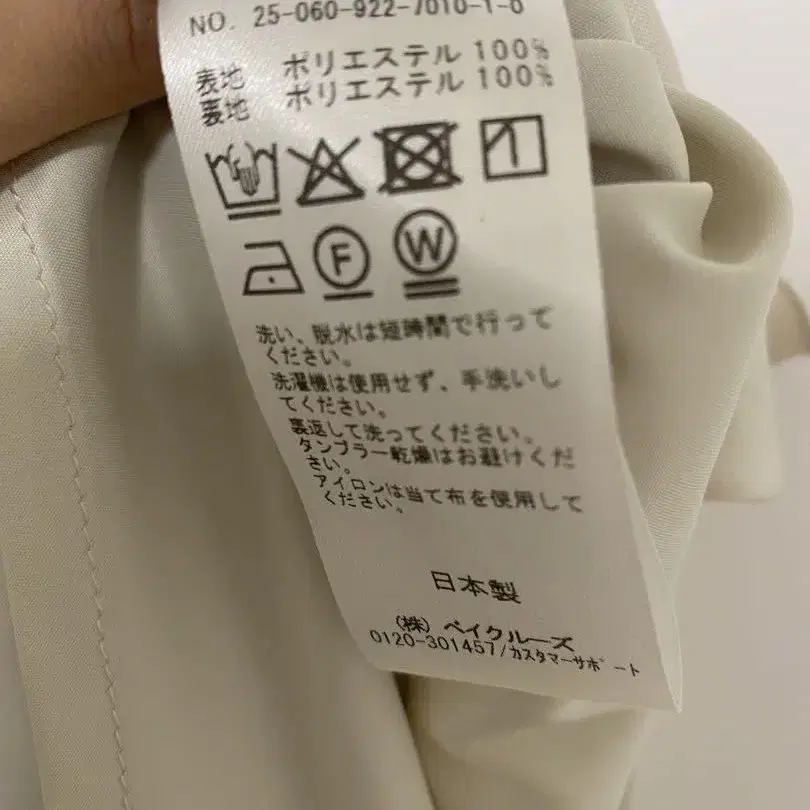 NO. 25-060-922-7010-1-0
表地 ポリエステル 100%
裏地 ポリエステル 100%
F W
洗い、脱水は短時間で行って
ください。
洗濯機は使用せず、手洗いし
てください。
裏返して洗ってください。
タンブラー乾燥はお避けくだ
さい。
アイロンは当て布を使用して
ください。
日本製
(株) ベイクルーズ
0120-301457/カスタマーサポート